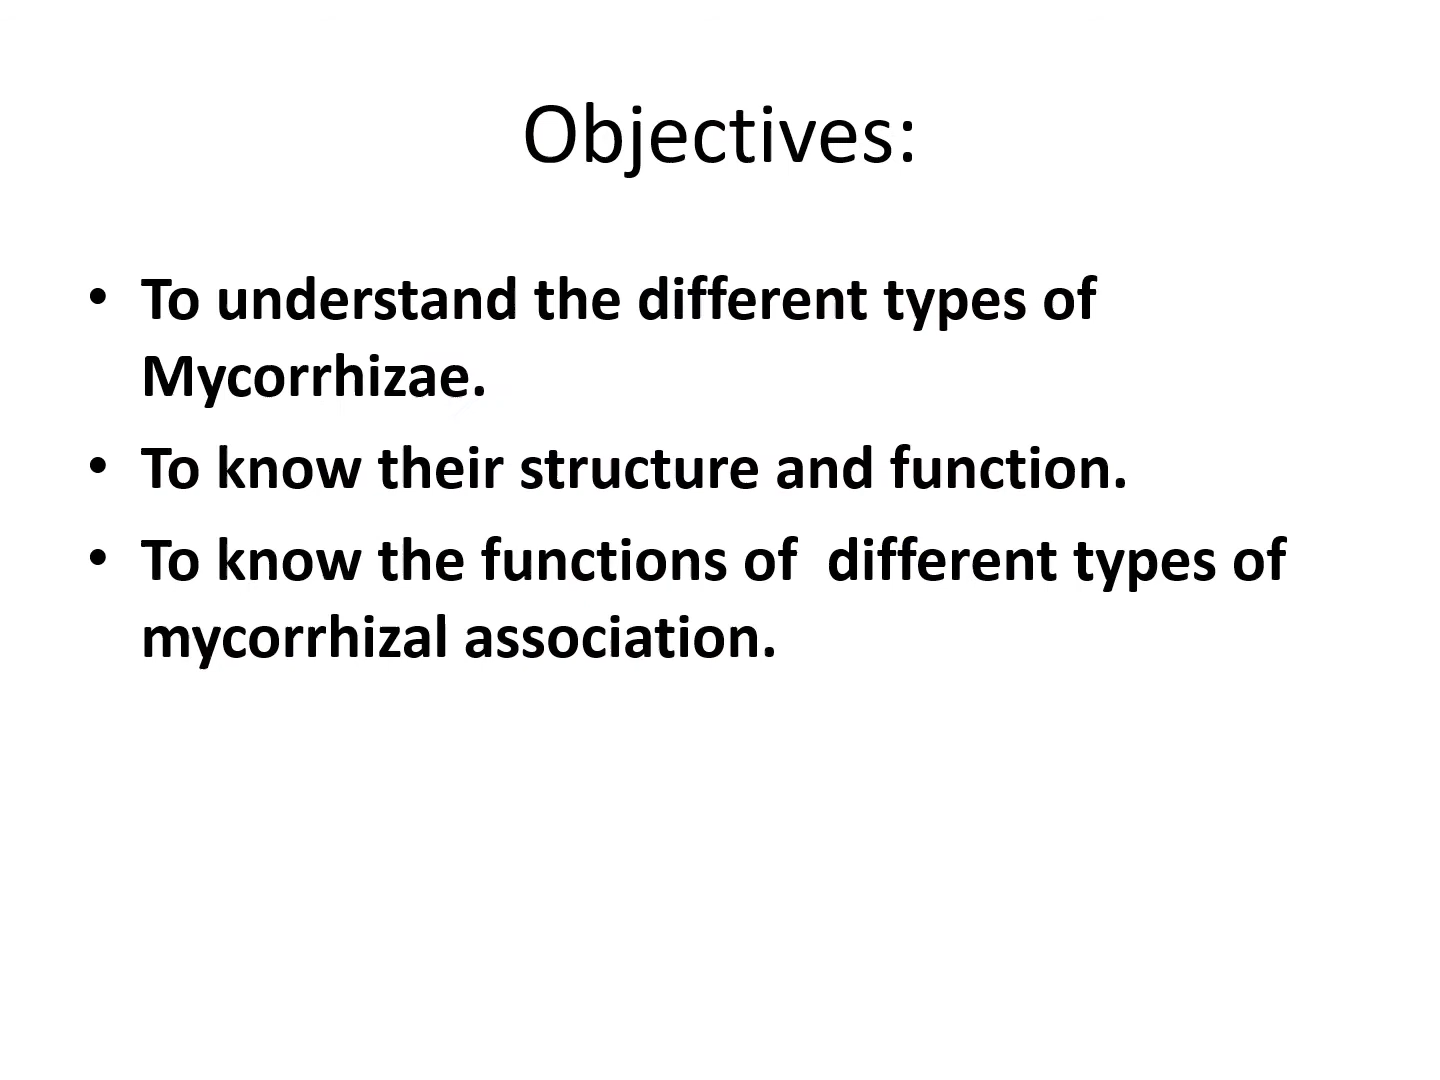 Objectives:
• To understand the different types of
Mycorrhizae.
• To know their structure and function.
• To know the functions of  different types of
mycorrhizal association.